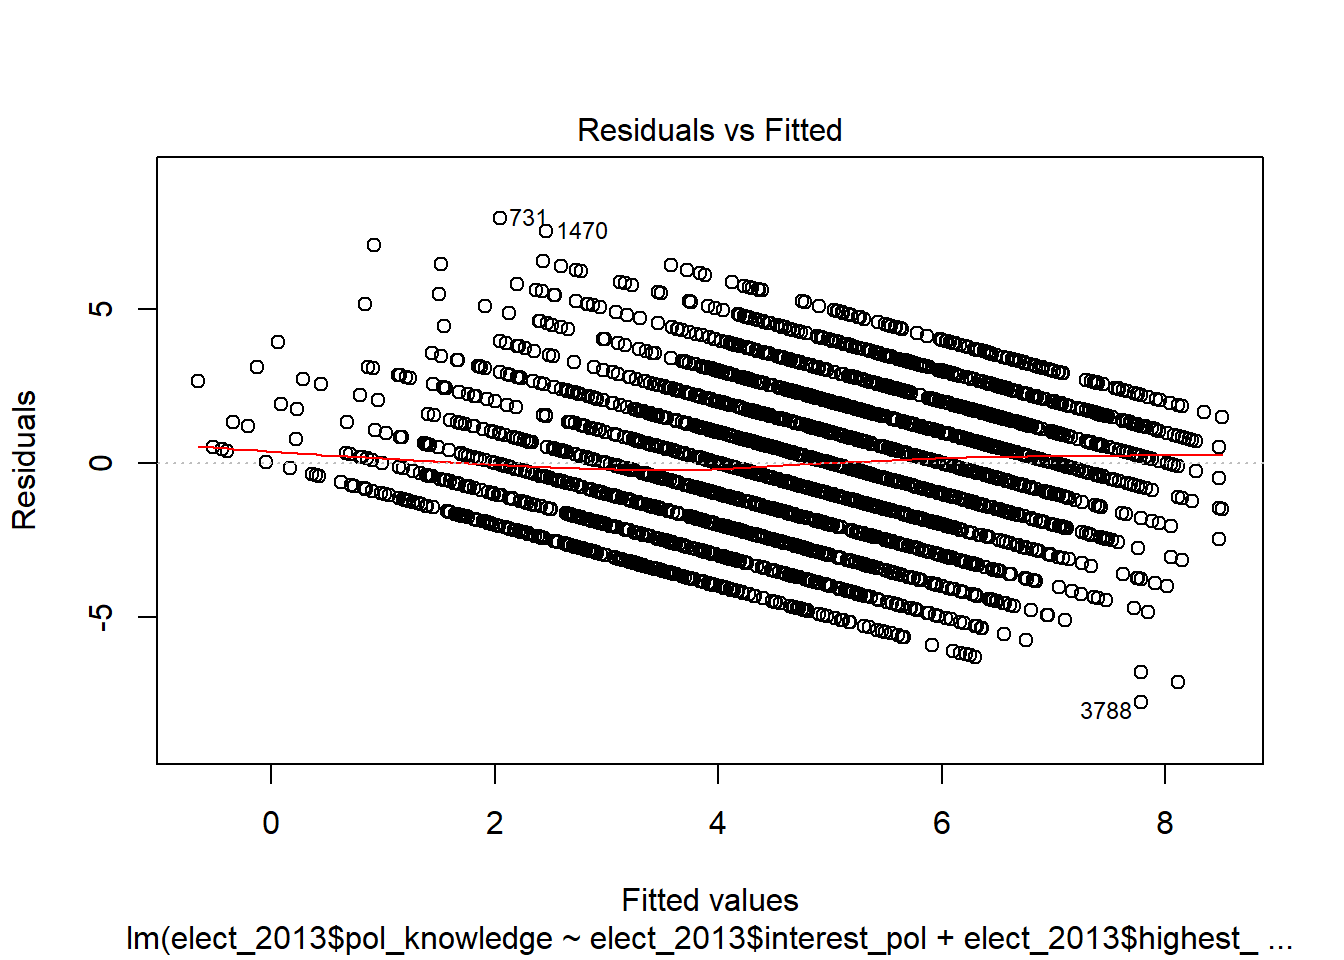 Residuals vs Fitted
731
1470
5
0
-5
Residuals
3788
0 2 4 6 8
Fitted values
lm(elect_2013$pol_knowledge ~ elect_2013$interest_pol + elect_2013$highest_ ...